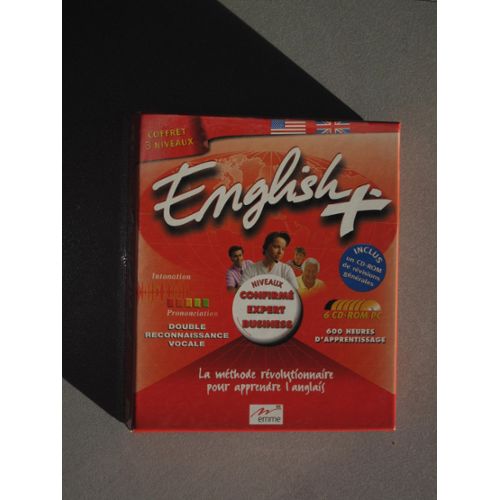 COFFRET
3 NIVEAUX
English +
INCLUS
un CD-ROM
de révisions
générales
Intonation
Prononciation
DOUBLE
RECONNAISSANCE
VOCALE
NIVEAUX
CONFIRMÉ
EXPERT
BUSINESS
6 CD-ROM PC
600 HEURES
D'APPRENTISSAGE
La méthode révolutionnaire
pour apprendre l'anglais
emme